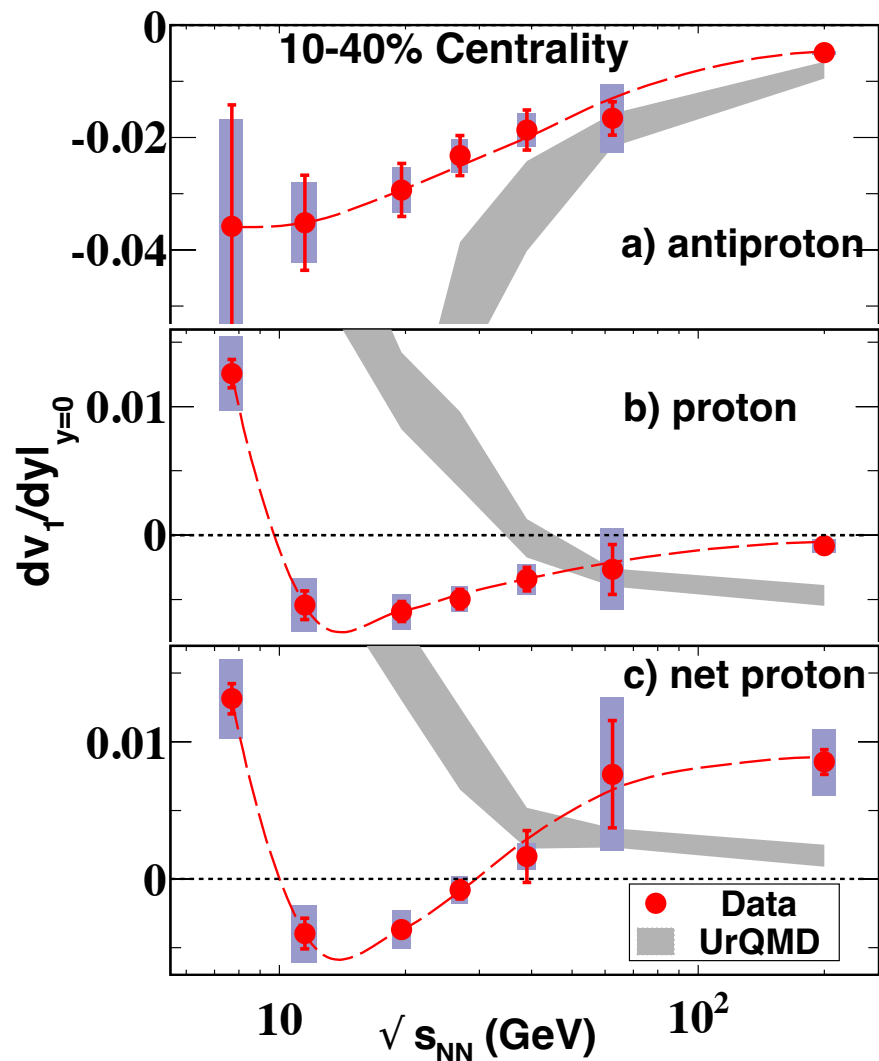 10-40% Centrality
0
-0.02
-0.04
a) antiproton
0.01
b) proton
0
dv₁/dy|y=0
0.01
c) net proton
0
Data
UrQMD
10
10²
√ sNN (GeV)